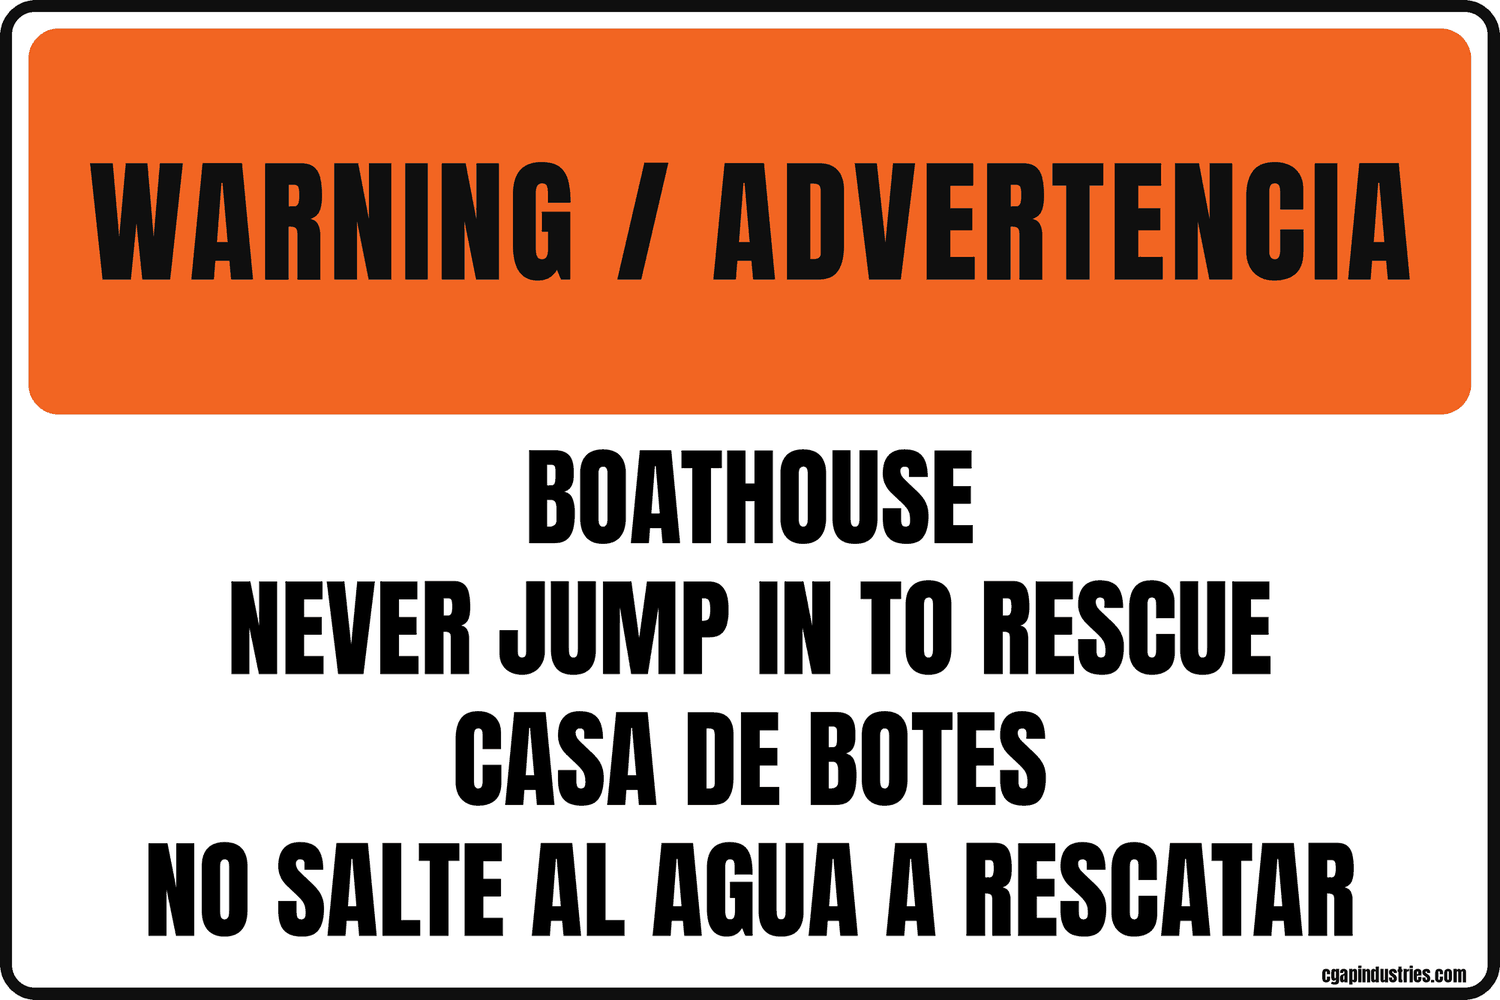 WARNING / ADVERTENCIA
BOATHOUSE
NEVER JUMP IN TO RESCUE
CASA DE BOTES
NO SALTE AL AGUA A RESCATAR
cgapindustries.com